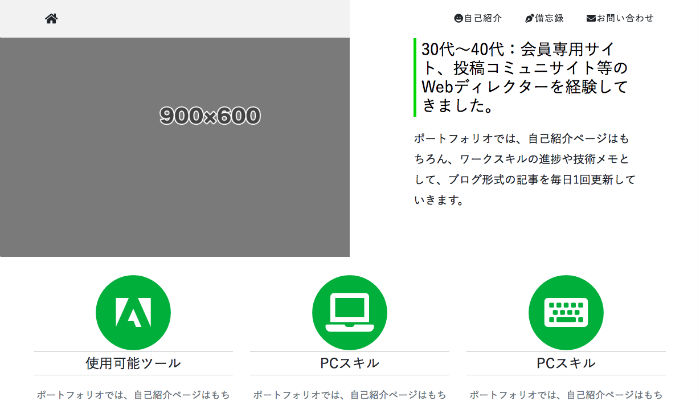 自己紹介 備忘録 お問い合わせ
900×600
30代〜40代：会員専用サイ
ト、投稿コミュニサイト等の
Webディレクターを経験して
きました。
ポートフォリオでは、自己紹介ページはも
ちろん、ワークスキルの進捗や技術メモと
して、ブログ形式の記事を毎日1回更新して
いきます。
使用可能ツール PCスキル PCスキル
ポートフォリオでは、自己紹介ページはもち ポートフォリオでは、自己紹介ページはもち ポートフォリオでは、自己紹介ページはもち